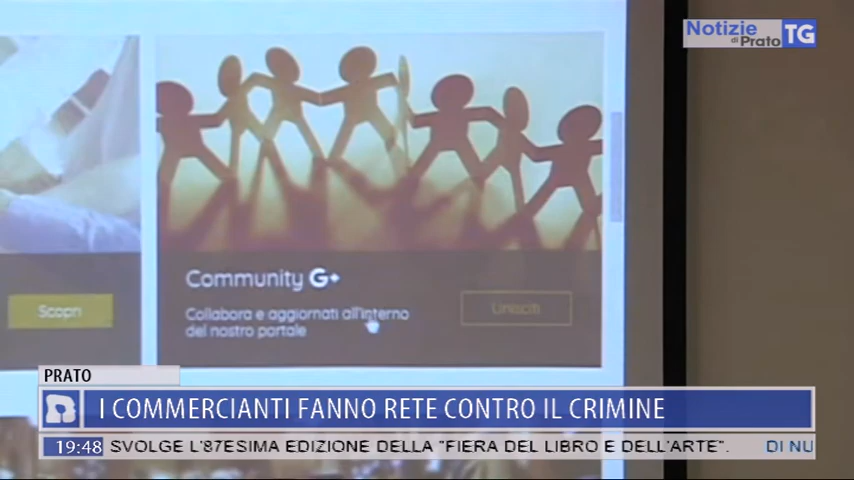 Notizie
di Prato TG
Community G+
Scopri
Collabora e aggiornati all'interno
del nostro portale
Unisciti
PRATO
I COMMERCIANTI FANNO RETE CONTRO IL CRIMINE
19:48 SVOLGE L'87ESIMA EDIZIONE DELLA "FIERA DEL LIBRO E DELL'ARTE". DI NU